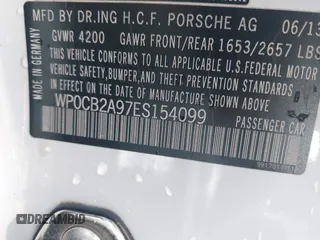 MFD BY DR.ING H.C.F. PORSCHE AG 06/13
GVWR 4200 GAWR FRONT/REAR 1653/2657 LBS
MADE IN GERMANY
THIS VEHICLE CONFORMS TO ALL APPLICABLE U.S.FEDERAL MOTOR
SAFETY,BUMPER,AND THEFT PREVENTION STANDARDS IN EFFECT
ON THE DATE OF MANUFACTURE SHOWN ABOVE
WP0CB2A97ES154099
PASSENGER CAR
DREAMBID